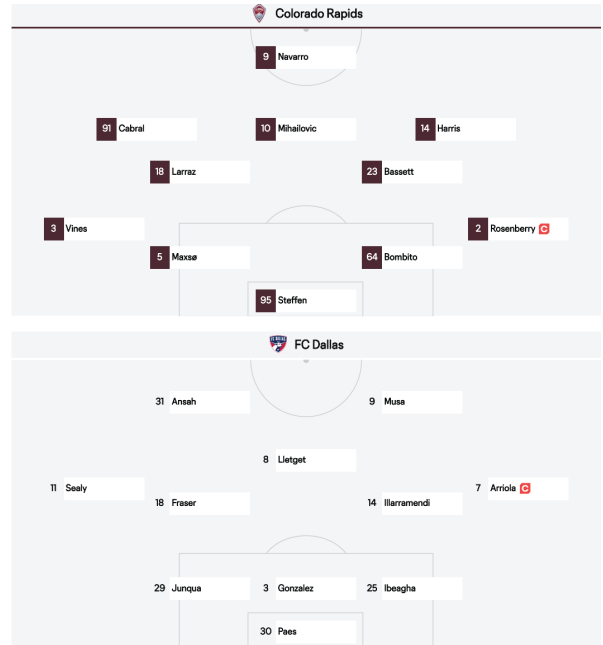 Colorado Rapids
9 Navarro
91 Cabral
10 Mihailovic
14 Harris
18 Larraz
23 Bassett
3 Vines
2 Rosenberry C
5 Maxsø
64 Bombito
95 Steffen
FC Dallas
31 Ansah
9 Musa
8 Lletget
11 Sealy
7 Arriola C
18 Fraser
14 Illarramendi
29 Junqua
3 Gonzalez
25 Ibeagha
30 Paes